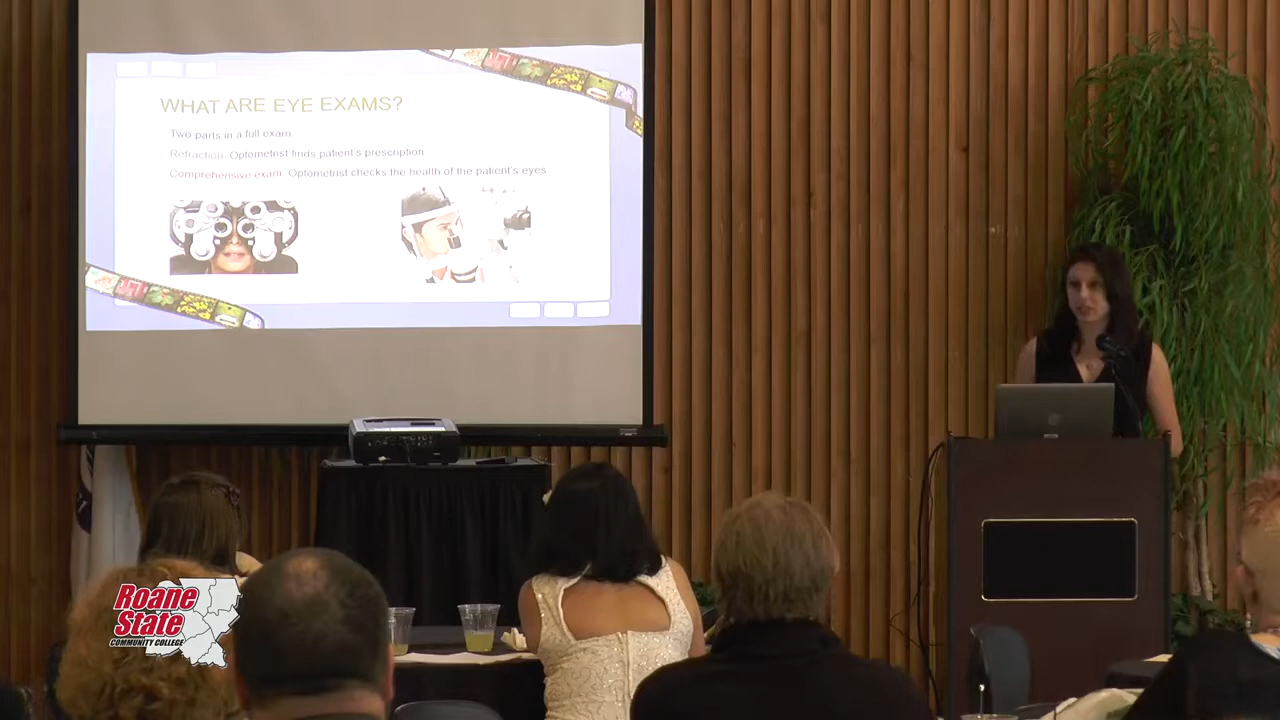 WHAT ARE EYE EXAMS?
Two parts in a full exam
- Refraction- Optometrist finds patient's prescription
Comprehensive exam- Optometrist checks the health of the patient's eyes
Roane
State
COMMUNITY COLLEGE